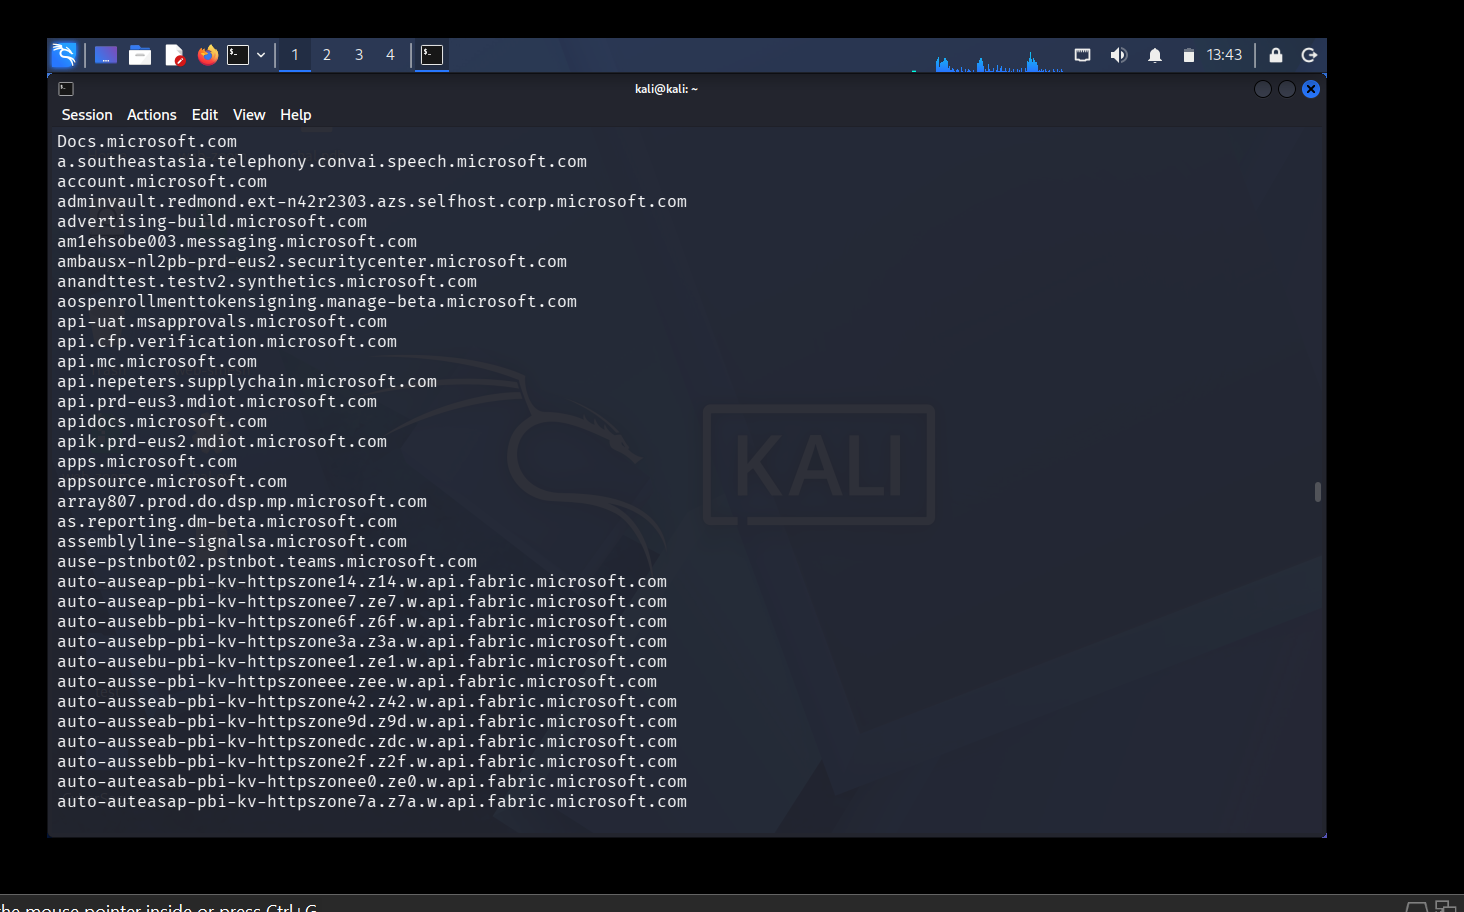 1 2 3 4 13:43
kali@kali: ~
Session Actions Edit View Help
Docs.microsoft.com
a.southeastasia.telephony.convai.speech.microsoft.com
account.microsoft.com
adminvault.redmond.ext-n42r2303.azs.selfhost.corp.microsoft.com
advertising-build.microsoft.com
am1ehsobe003.messaging.microsoft.com
ambausx-nl2pb-prd-eus2.securitycenter.microsoft.com
anandttest.testv2.synthetics.microsoft.com
aospenrollmenttokensigning.manage-beta.microsoft.com
api-uat.msapprovals.microsoft.com
api.cfp.verification.microsoft.com
api.mc.microsoft.com
api.nepeters.supplychain.microsoft.com
api.prd-eus3.mdiot.microsoft.com
apidocs.microsoft.com
apik.prd-eus2.mdiot.microsoft.com
apps.microsoft.com
appsource.microsoft.com
array807.prod.do.dsp.mp.microsoft.com
as.reporting.dm-beta.microsoft.com
assemblyline-signalsa.microsoft.com
ause-pstnbot02.pstnbot.teams.microsoft.com
auto-auseap-pbi-kv-httpszone14.z14.w.api.fabric.microsoft.com
auto-auseap-pbi-kv-httpszonee7.ze7.w.api.fabric.microsoft.com
auto-ausebb-pbi-kv-httpszone6f.z6f.w.api.fabric.microsoft.com
auto-ausebp-pbi-kv-httpszone3a.z3a.w.api.fabric.microsoft.com
auto-ausebu-pbi-kv-httpszonee1.ze1.w.api.fabric.microsoft.com
auto-ausse-pbi-kv-httpszoneee.zee.w.api.fabric.microsoft.com
auto-ausseab-pbi-kv-httpszone42.z42.w.api.fabric.microsoft.com
auto-ausseab-pbi-kv-httpszone9d.z9d.w.api.fabric.microsoft.com
auto-ausseab-pbi-kv-httpszonedc.zdc.w.api.fabric.microsoft.com
auto-aussebb-pbi-kv-httpszone2f.z2f.w.api.fabric.microsoft.com
auto-auteasab-pbi-kv-httpszonee0.ze0.w.api.fabric.microsoft.com
auto-auteasap-pbi-kv-httpszone7a.z7a.w.api.fabric.microsoft.com
KALI
the mouse pointer inside or press Ctrl+G